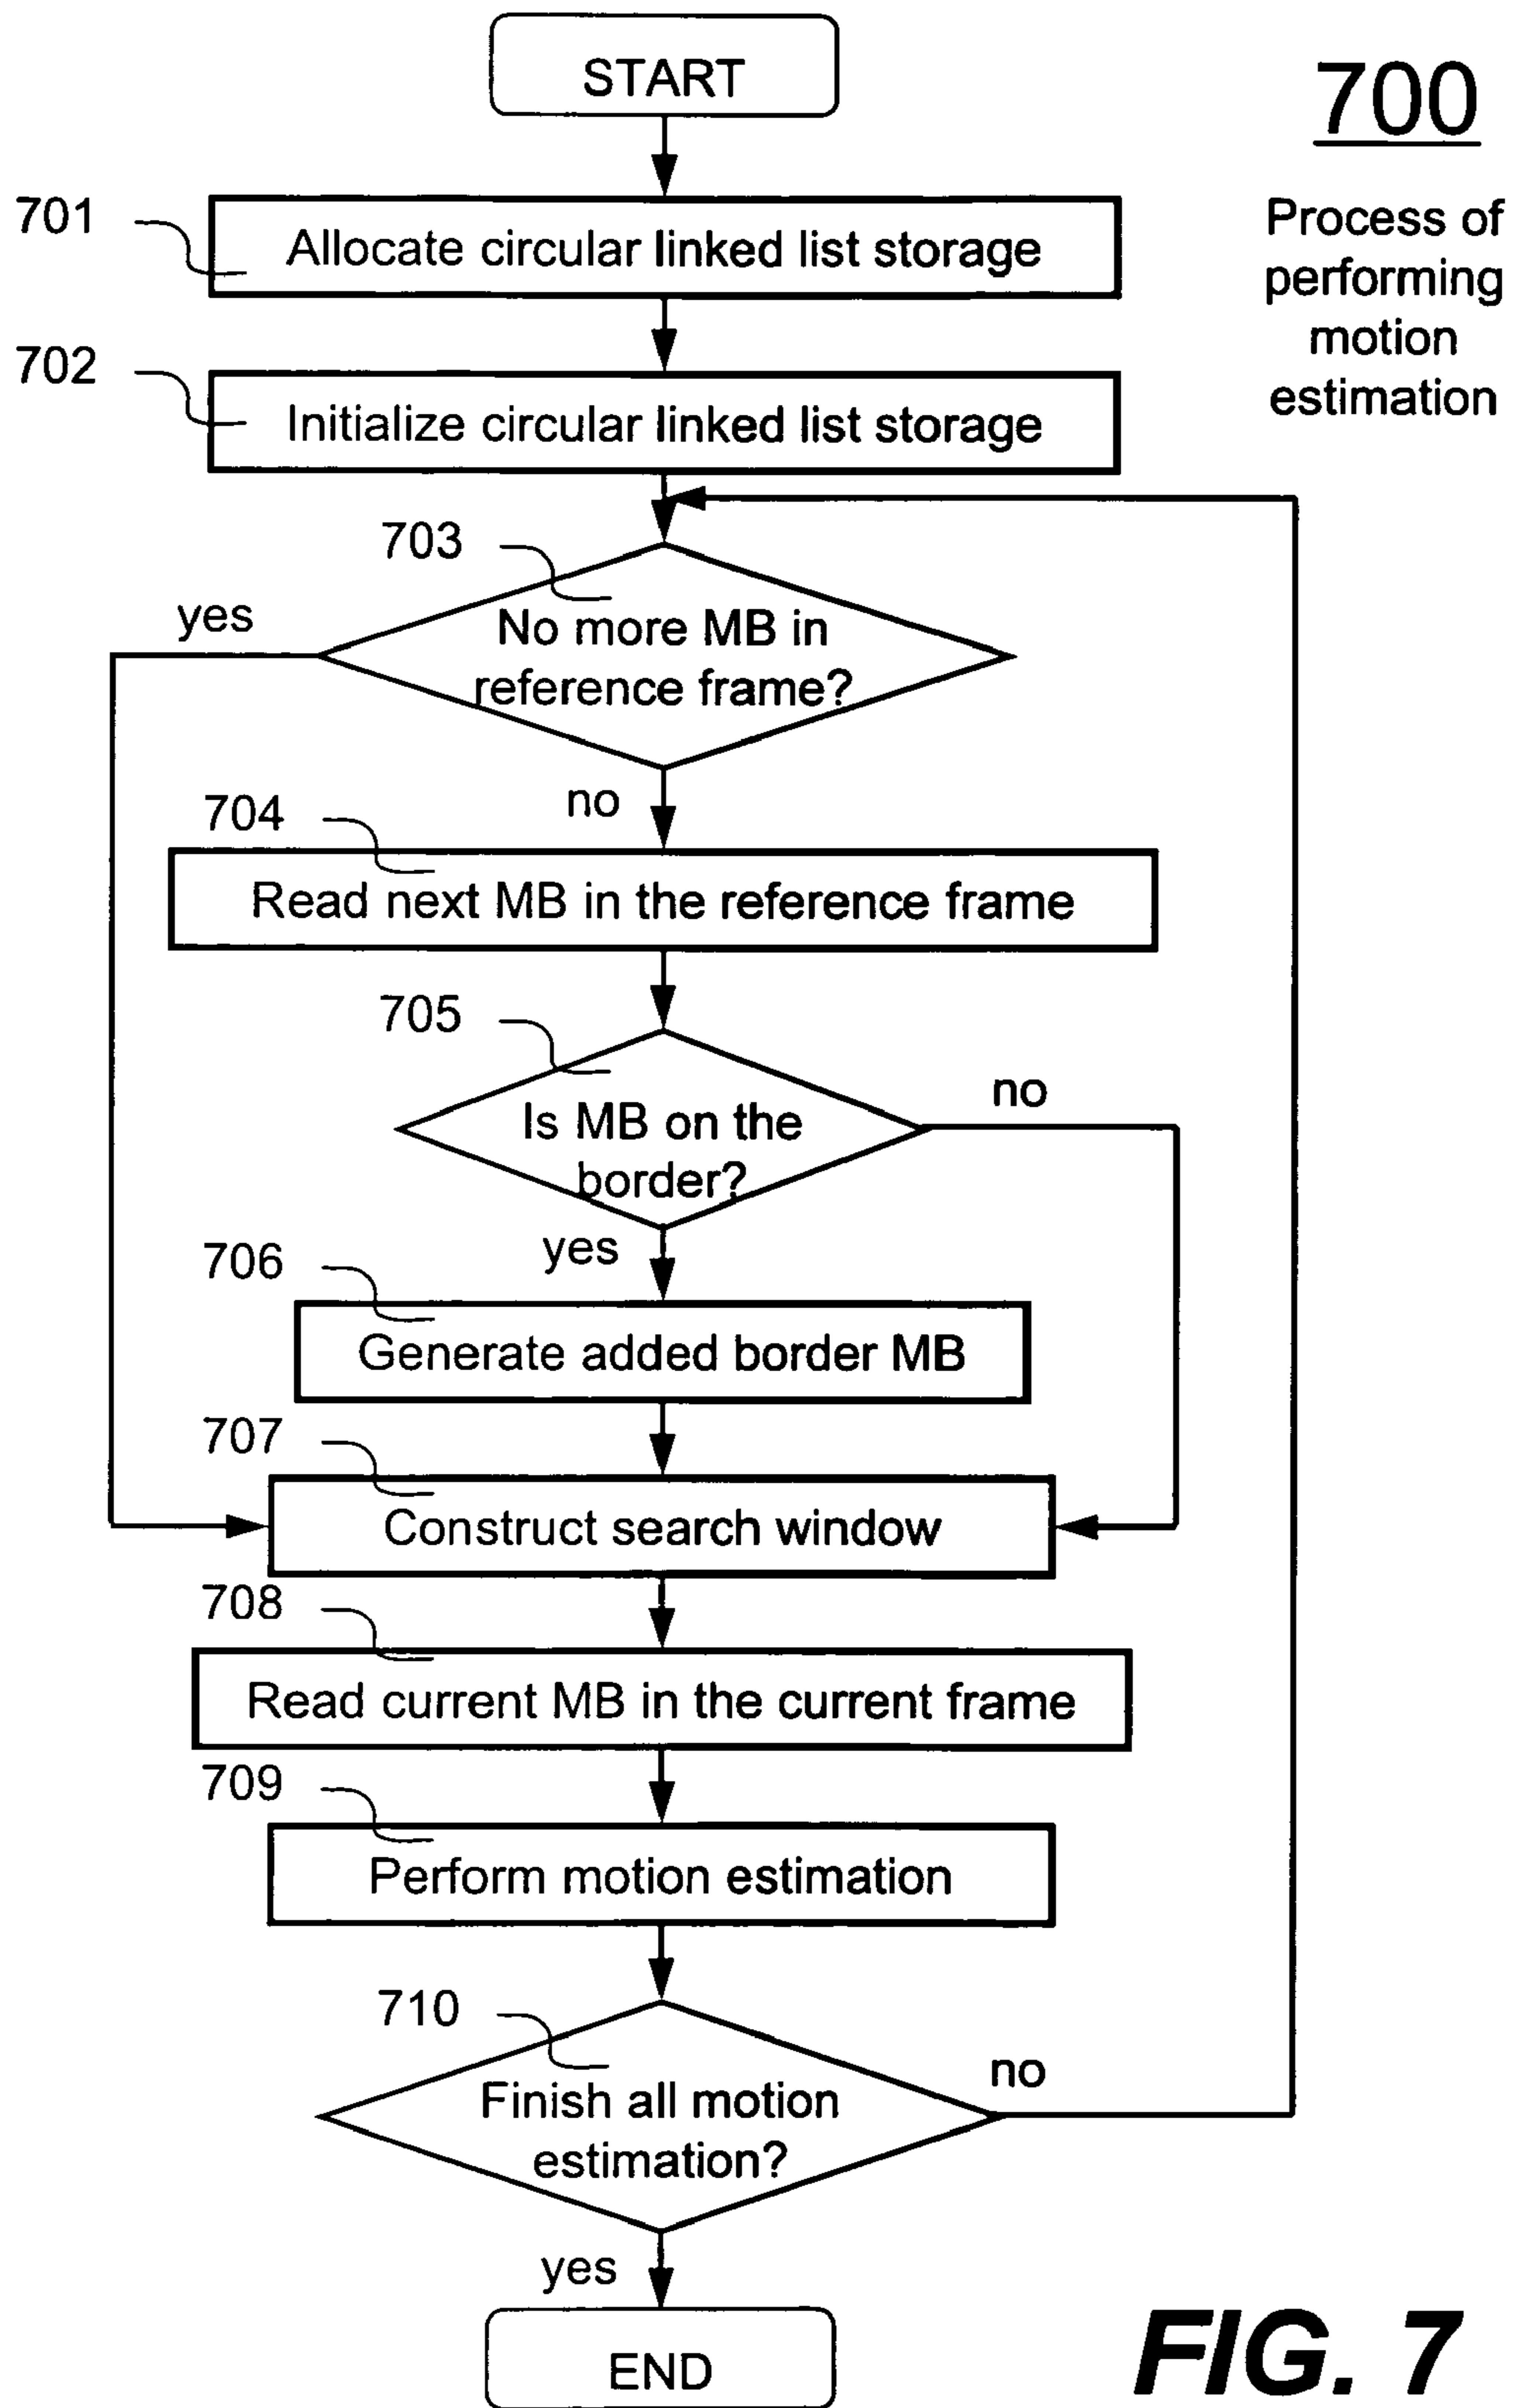 START
700
Process of
performing
motion
estimation
701
Allocate circular linked list storage
702
Initialize circular linked list storage
703
yes
No more MB in
reference frame?
no
704
Read next MB in the reference frame
705
no
Is MB on the
border?
yes
706
Generate added border MB
707
Construct search window
708
Read current MB in the current frame
709
Perform motion estimation
710
no
Finish all motion
estimation?
yes
END
FIG. 7